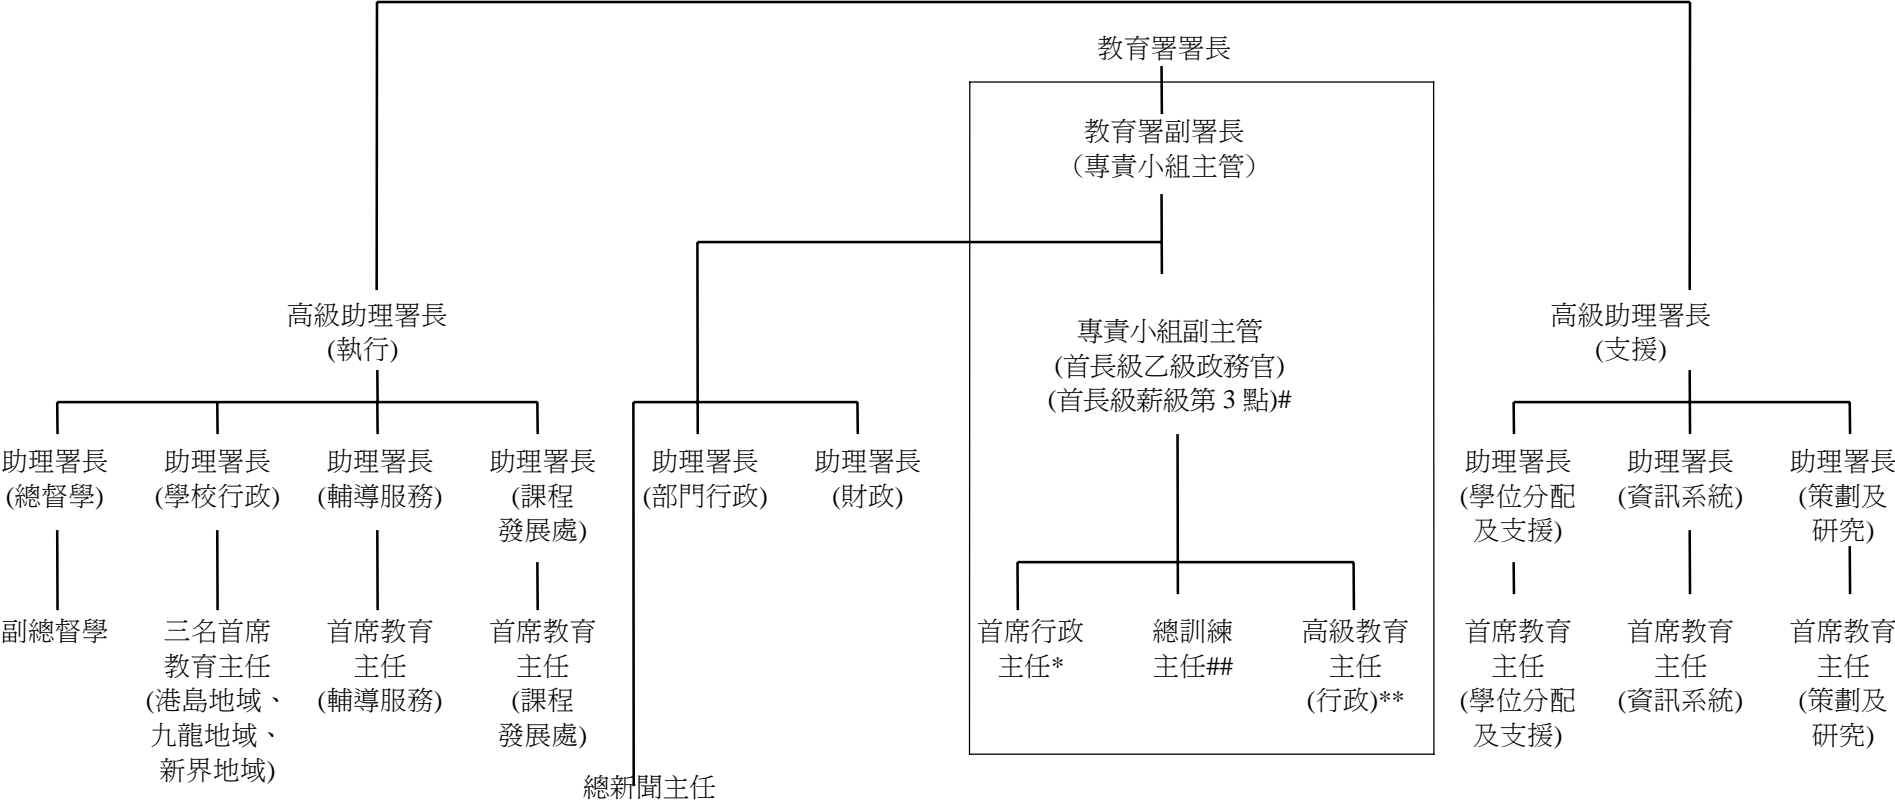 教育署署長
教育署副署長
（專責小組主管）
高級助理署長
(執行)
專責小組副主管
(首長級乙級政務官)
(首長級薪級第 3 點)#
高級助理署長
(支援)
助理署長
(總督學)
助理署長
(學校行政)
助理署長
(輔導服務)
助理署長
(課程
發展處)
助理署長
(部門行政)
助理署長
(財政)
助理署長
(學位分配
及支援)
助理署長
(資訊系統)
助理署長
(策劃及
研究)
副總督學
三名首席
教育主任
(港島地域、
九龍地域、
新界地域)
首席教育
主任
(輔導服務)
首席教育
主任
(課程
發展處)
總新聞主任
首席行政
主任*
總訓練
主任##
高級教育
主任
(行政)**
首席教育
主任
(學位分配
及支援)
首席教育
主任
(資訊系統)
首席教育
主任
(策劃及
研究)